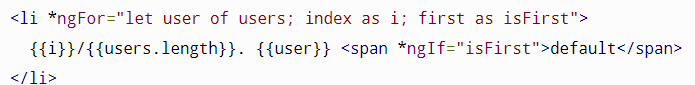 <li *ngFor="let user of users; index as i; first as isFirst">
{{i}}/{{users.length}}. {{user}} <span *ngIf="isFirst">default</span>
</li>